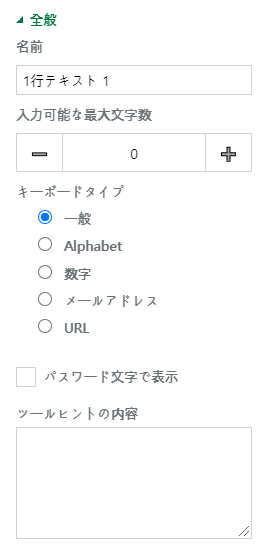 全般
名前
1行テキスト 1
入力可能な最大文字数
0
キーボードタイプ
一般
Alphabet
数字
メールアドレス
URL
パスワード文字で表示
ツールヒントの内容